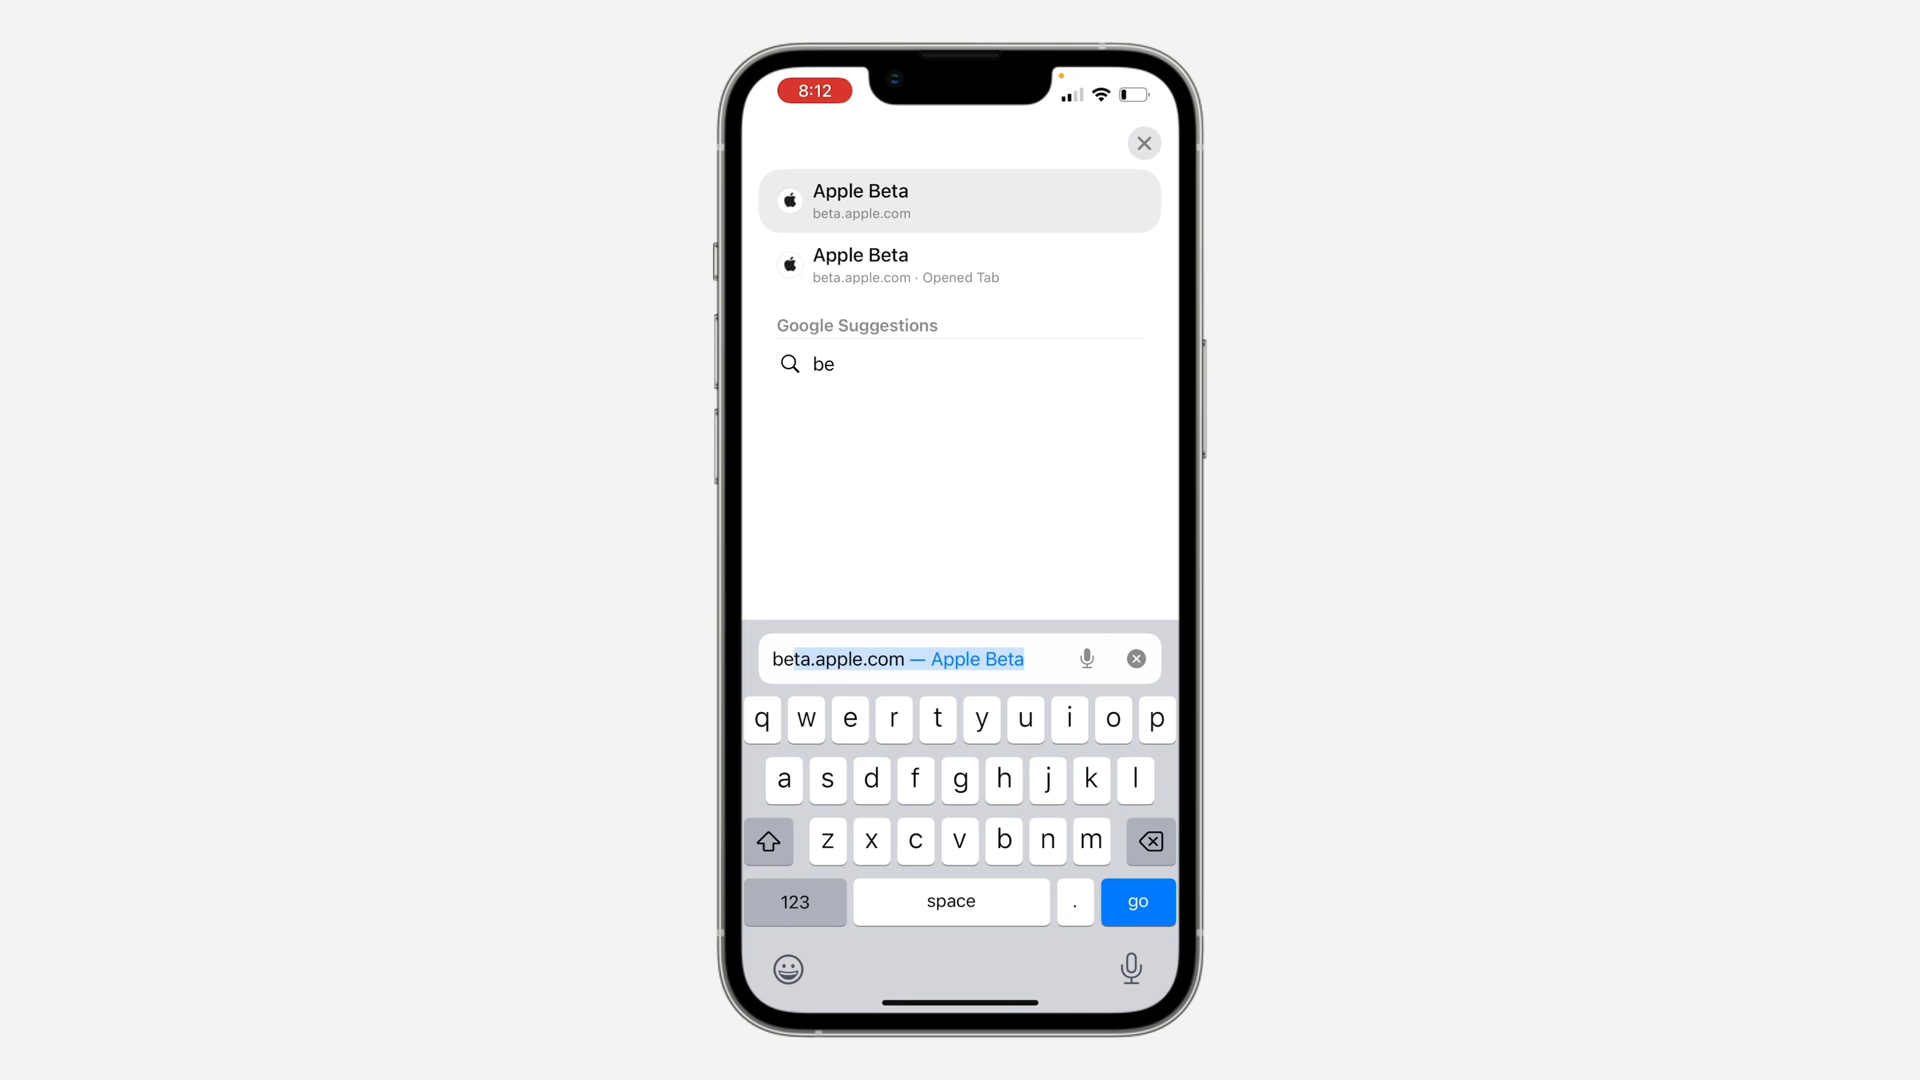 8:12
Apple Beta
beta.apple.com
Apple Beta
beta.apple.com · Opened Tab
Google Suggestions
be
beta.apple.com — Apple Beta
q w e r t y u i o p
a s d f g h j k l
z x c v b n m
123 space . go